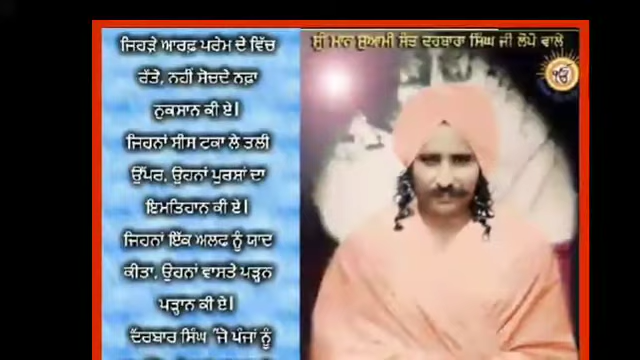 ਜਿਹੜੇ ਆਰਫ਼ ਪਰੇਮ ਦੇ ਵਿੱਚ
ਰੱਤੇ, ਨਹੀਂ ਸੋਚਦੇ ਨਫ਼ਾ
ਨੁਕਸਾਨ ਕੀ ਏ।
ਜਿਹਨਾਂ ਸੀਸ ਟਕਾ ਲੇ ਤਲੀ
ਉੱਪਰ, ਉਹਨਾਂ ਪੁਰਸ਼ਾਂ ਦਾ
ਇਮਤਿਹਾਨ ਕੀ ਏ।
ਜਿਹਨਾਂ ਇੱਕ ਅਲਫ ਨੂੰ ਯਾਦ
ਕੀਤਾ, ਉਹਨਾਂ ਵਾਸਤੇ ਪੜ੍ਹਨ
ਪੜ੍ਹਾਨ ਕੀ ਏ।
ਦੱਰਬਾਰ ਸਿੰਘ "ਜੋ ਪੰਜਾਂ ਨੂੰ
ਸ੍ਰੀ ਮਾਨ ਸੁਆਮੀ ਸੰਤ ਦਰਬਾਰਾ ਸਿੰਘ ਜੀ ਲੋਪੋ ਵਾਲੇ
ੴ